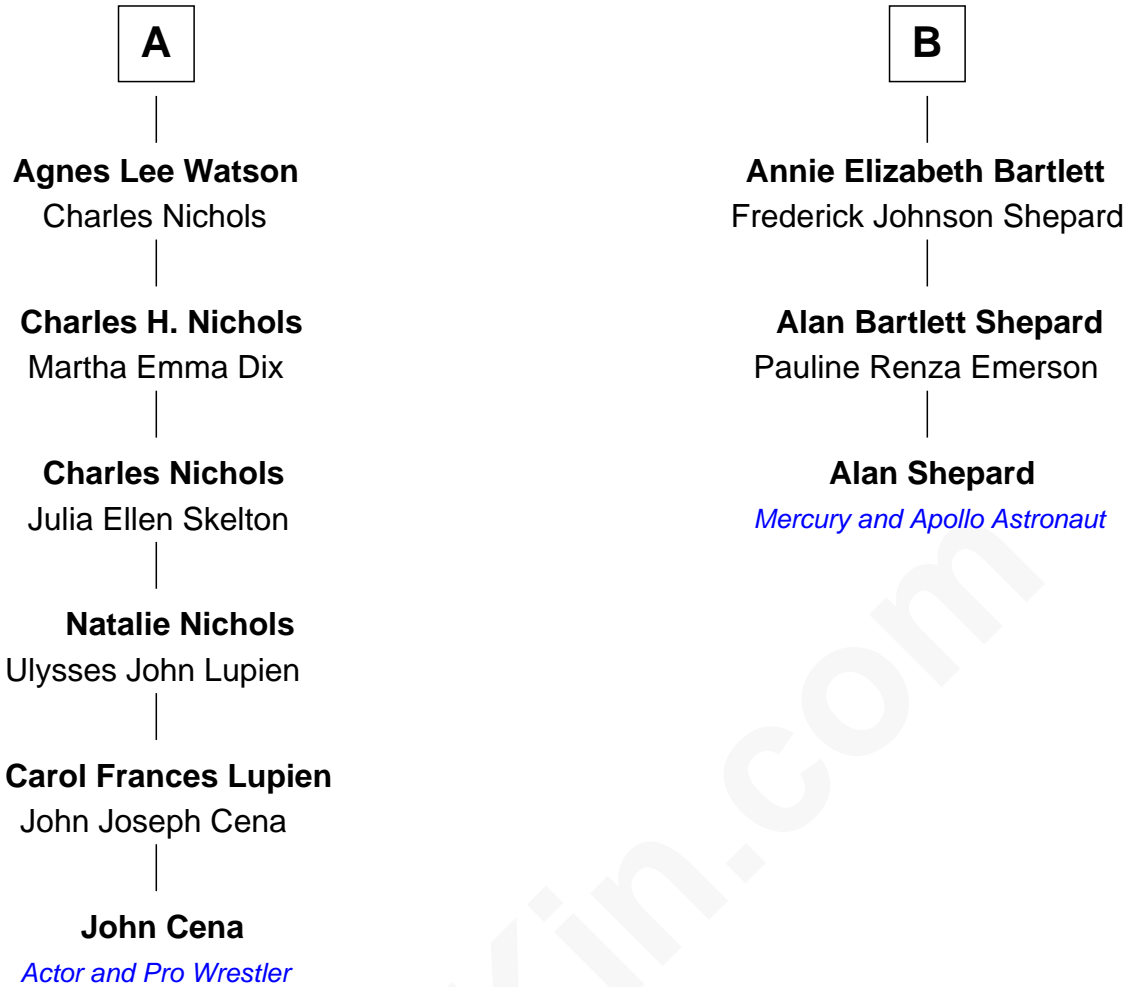 A
Agnes Lee Watson
Charles Nichols
Charles H. Nichols
Martha Emma Dix
Charles Nichols
Julia Ellen Skelton
Natalie Nichols
Ulysses John Lupien
Carol Frances Lupien
John Joseph Cena
John Cena
Actor and Pro Wrestler
B
Annie Elizabeth Bartlett
Frederick Johnson Shepard
Alan Bartlett Shepard
Pauline Renza Emerson
Alan Shepard
Mercury and Apollo Astronaut
Kin.com